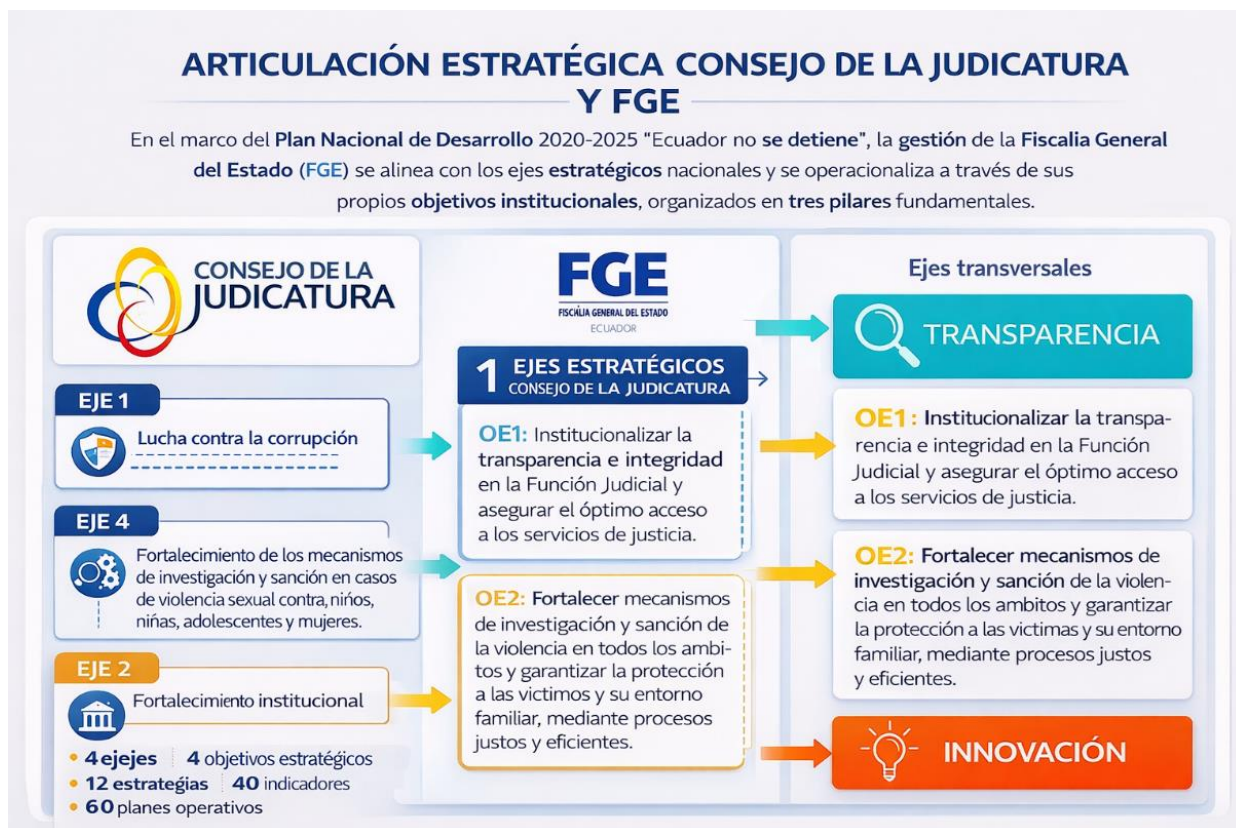 ARTICULACIÓN ESTRATÉGICA CONSEJO DE LA JUDICATURA
Y FGE
En el marco del Plan Nacional de Desarrollo 2020-2025 "Ecuador no se detiene", la gestión de la Fiscalia General
del Estado (FGE) se alinea con los ejes estratégicos nacionales y se operacionaliza a través de sus
propios objetivos institucionales, organizados en tres pilares fundamentales.
CONSEJO DE LA
JUDICATURA
EJE 1
Lucha contra la corrupción
EJE 4
Fortalecimiento de los mecanismos
de investigación y sanción en casos
de violencia sexual contra, niños,
niñas, adolescentes y mujeres.
EJE 2
Fortalecimiento institucional
• 4 ejejes 4 objetivos estratégicos
• 12 estrategias 40 indicadores
• 60 planes operativos
FGE
FISCALIA GENERAL DEL ESTADO
ECUADOR
1 EJES ESTRATÉGICOS
CONSEJO DE LA JUDICATURA
OE1: Institucionalizar la
transparencia e integridad
en la Función Judicial y
asegurar el óptimo acceso
a los servicios de justicia.
OE2: Fortalecer mecanismos
de investigación y sanción de
la violencia en todos los ambi-
tos y garantizar la protección
a las victimos y su entorno
familiar, mediante procesos
justos y eficientes.
Ejes transversales
TRANSPARENCIA
OE1: Institucionalizar la transpa-
rencia e integridad en la Función
Judicial y asegurar el óptimo acceso
a los servicios de justicia.
OE2: Fortalecer mecanismos de
investigación y sanción de la violen-
cia en todos los ambitos y garantizar
la protección a las victimas y su entorno
familiar, mediante procesos justos
y eficientes.
INNOVACIÓN